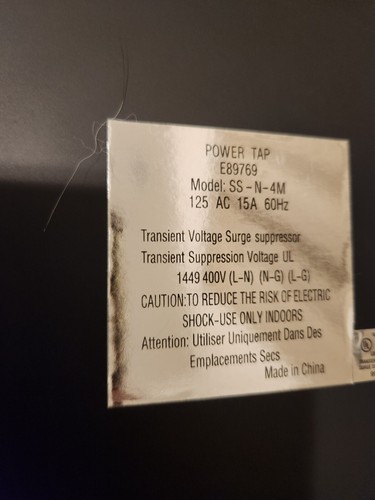 POWER TAP
E89769
Model: SS-N-4M
125 AC 15A 60Hz
Transient Voltage Surge suppressor
Transient Suppression Voltage UL
1449 400V (L-N) (N-G) (L-G)
CAUTION:TO REDUCE THE RISK OF ELECTRIC
SHOCK-USE ONLY INDOORS
Attention: Utiliser Uniquement Dans Des
Emplacements Secs
Made in China
UL